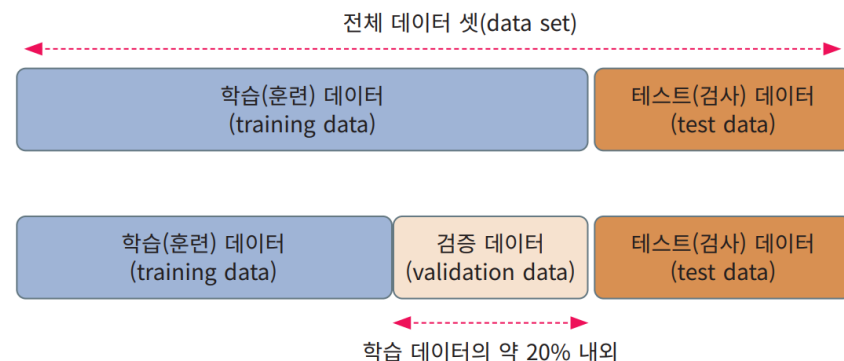 전체 데이터 셋(data set)
학습(훈련) 데이터
(training data)
테스트(검사) 데이터
(test data)
학습(훈련) 데이터
(training data)
검증 데이터
(validation data)
테스트(검사) 데이터
(test data)
학습 데이터의 약 20% 내외